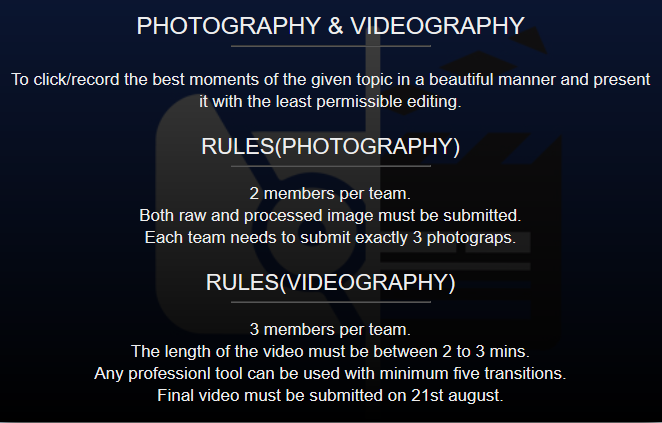 PHOTOGRAPHY & VIDEOGRAPHY
To click/record the best moments of the given topic in a beautiful manner and present
it with the least permissible editing.
RULES(PHOTOGRAPHY)
2 members per team.
Both raw and processed image must be submitted.
Each team needs to submit exactly 3 photograps.
RULES(VIDEOGRAPHY)
3 members per team.
The length of the video must be between 2 to 3 mins.
Any professionl tool can be used with minimum five transitions.
Final video must be submitted on 21st august.